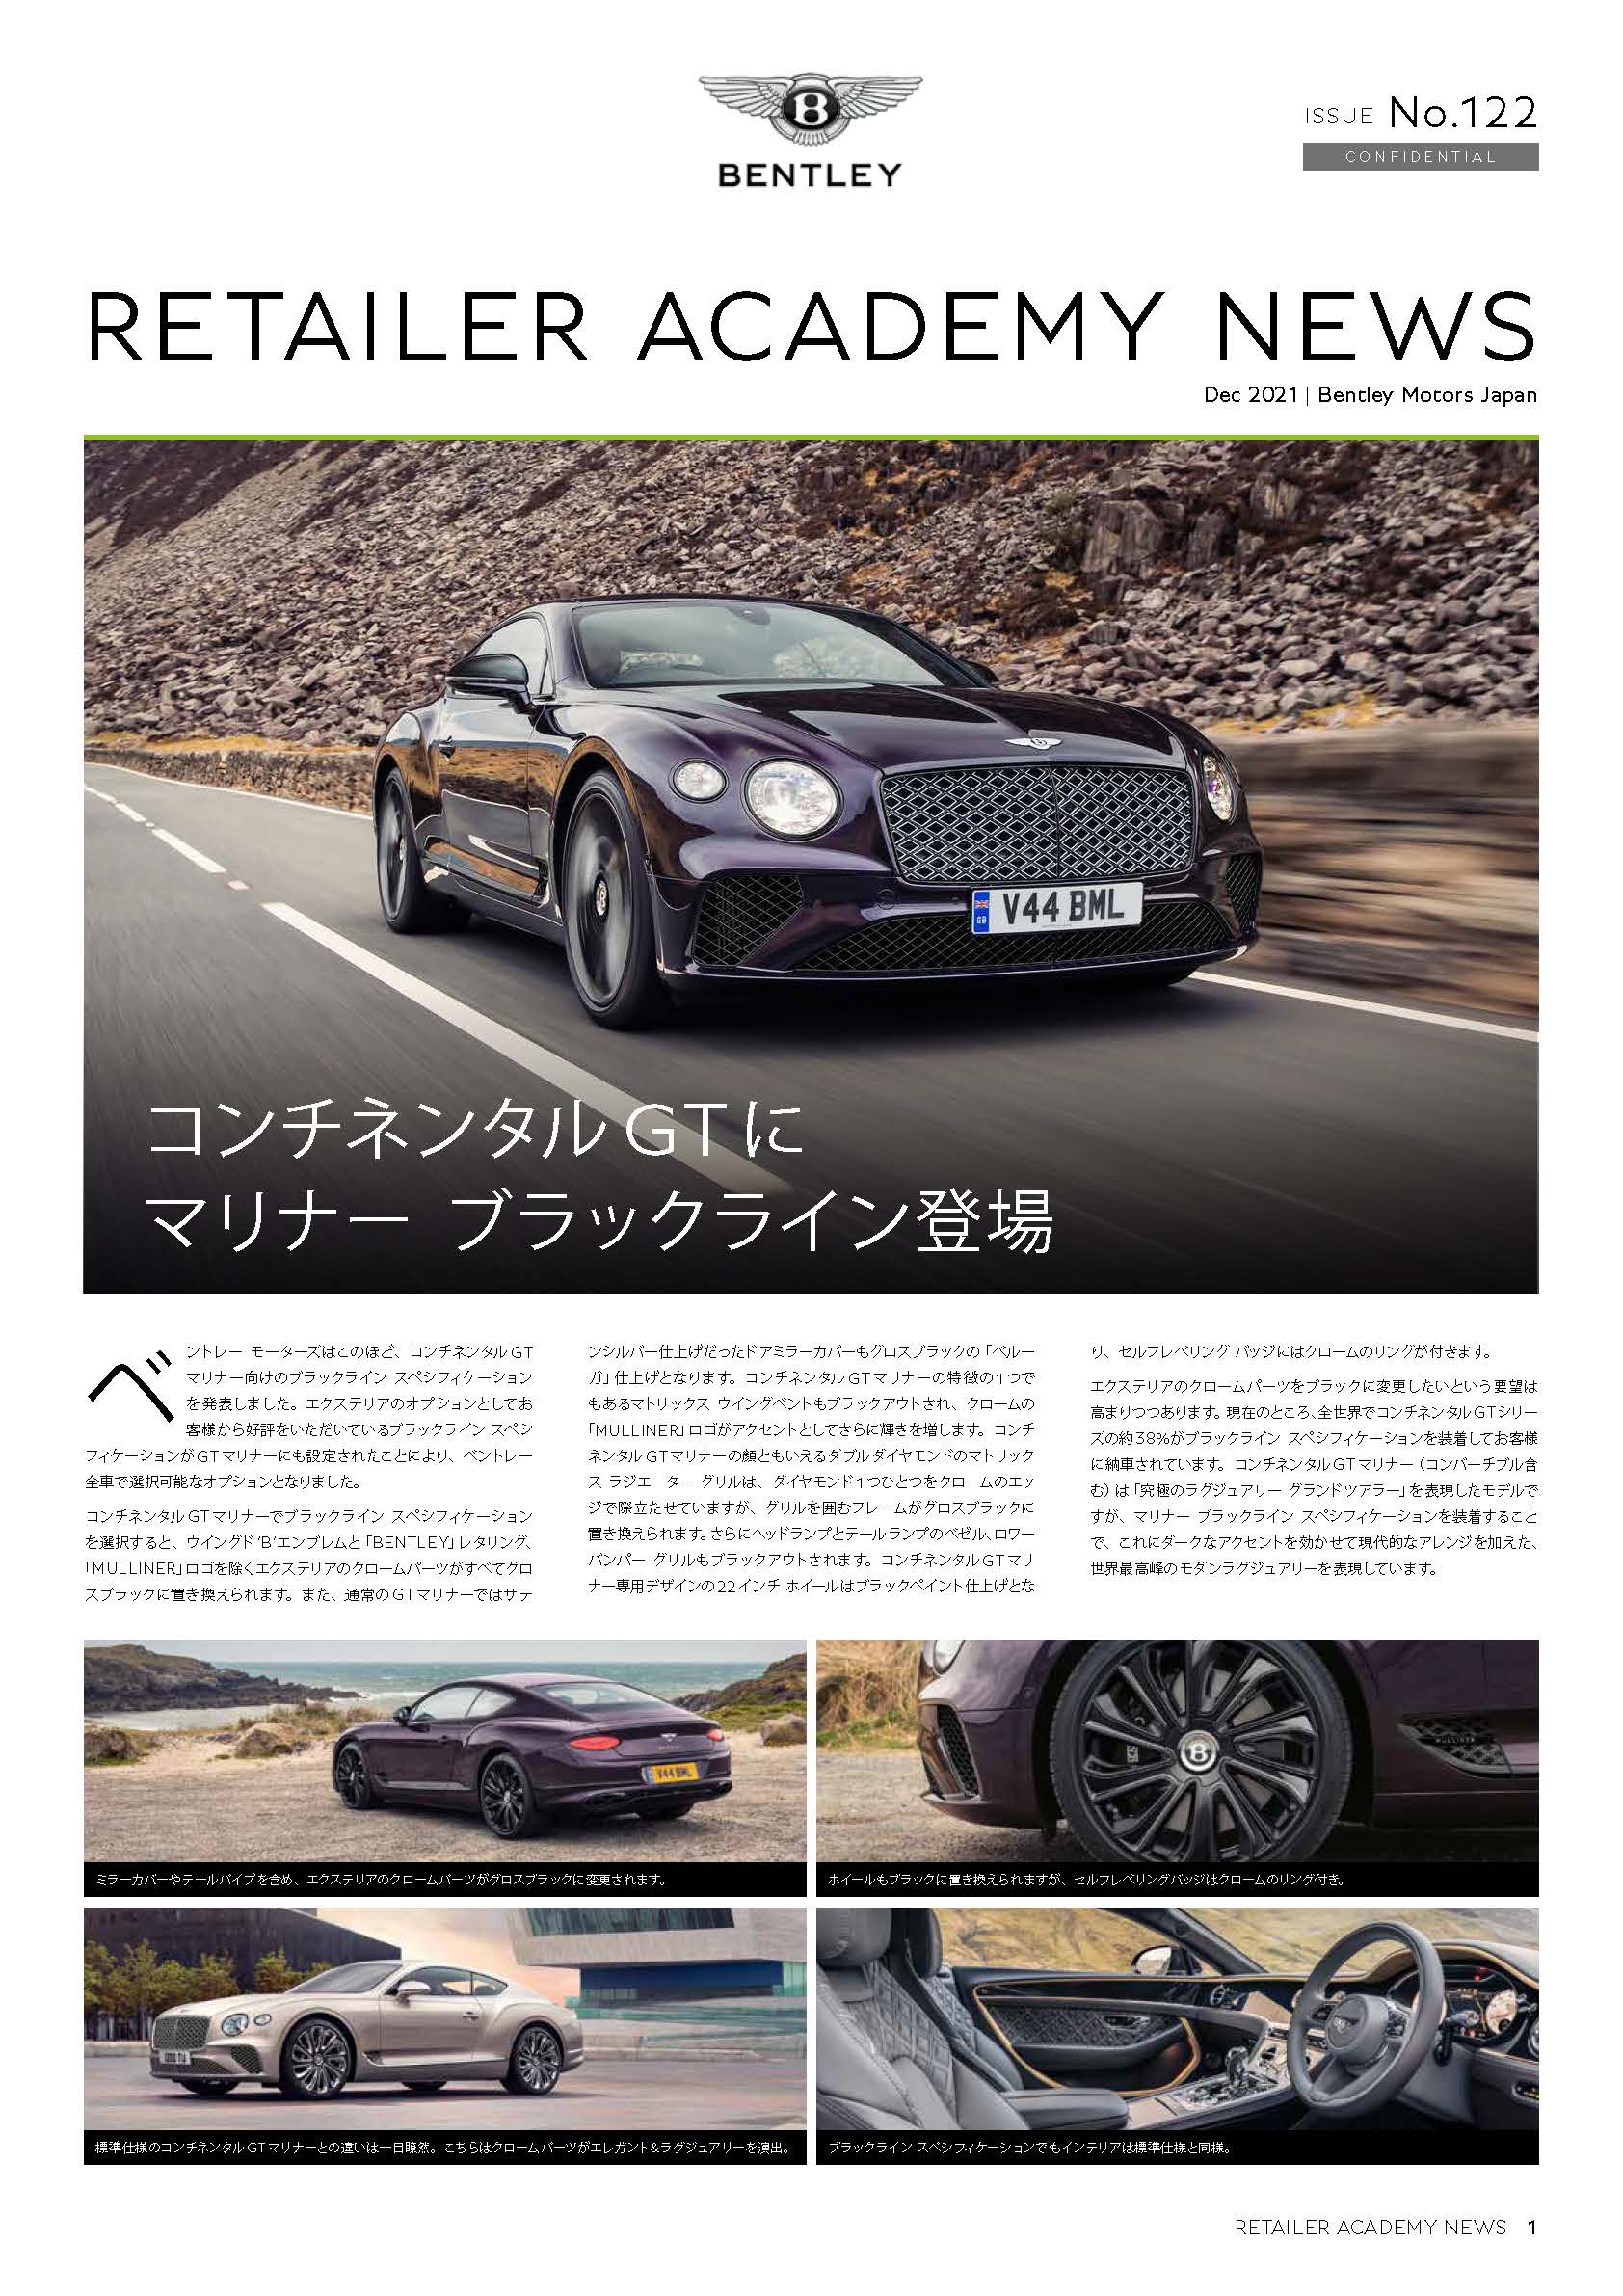 BENTLEY
ISSUE No.122
CONFIDENTIAL
RETAILER ACADEMY NEWS
Dec 2021 | Bentley Motors Japan
V44 BML
GB
コンチネンタルGTに
マリナー ブラックライン登場
ベントレー モーターズはこのほど、コンチネンタルGT
マリナー向けのブラックライン スペシフィケーション
を発表しました。エクステリアのオプションとしてお
客様から好評をいただいているブラックライン スペシ
フィケーションがGTマリナーにも設定されたことにより、ベントレー
全車で選択可能なオプションとなりました。
コンチネンタルGTマリナーでブラックライン スペシフィケーション
を選択すると、ウイングド‘B’エンブレムと「BENTLEY」レタリング、
「MULLINER」ロゴを除くエクステリアのクロームパーツがすべてグロ
スブラックに置き換えられます。また、通常のGTマリナーではサテ
ンシルバー仕上げだったドアミラーカバーもグロスブラックの「ベルー
ガ」仕上げとなります。コンチネンタルGTマリナーの特徴の1つで
もあるマトリックス ウイングベントもブラックアウトされ、クロームの
「MULLINER」ロゴがアクセントとしてさらに輝きを増します。コンチ
ネンタルGTマリナーの顔ともいえるダブルダイヤモンドのマトリック
ス ラジエーター グリルは、ダイヤモンド1つひとつをクロームのエッ
ジで際立たせていますが、グリルを囲むフレームがグロスブラックに
置き換えられます。さらにヘッドランプとテールランプのベゼル、ロワー
バンパー グリルもブラックアウトされます。コンチネンタルGTマリ
ナー専用デザインの22インチ ホイールはブラックペイント仕上げとな
り、セルフレベリング バッジにはクロームのリングが付きます。
エクステリアのクロームパーツをブラックに変更したいという要望は
高まりつつあります。現在のところ、全世界でコンチネンタルGTシリー
ズの約38%がブラックライン スペシフィケーションを装着してお客様
に納車されています。コンチネンタルGTマリナー（コンバーチブル含
む）は「究極のラグジュアリー グランドツアラー」を表現したモデルで
すが、マリナー ブラックライン スペシフィケーションを装着すること
で、これにダークなアクセントを効かせて現代的なアレンジを加えた、
世界最高峰のモダンラグジュアリーを表現しています。
V44 BML
MULLINER
ミラーカバーやテールパイプを含め、エクステリアのクロームパーツがグロスブラックに変更されます。
ホイールもブラックに置き換えられますが、セルフレベリングバッジはクロームのリング付き。
標準仕様のコンチネンタルGTマリナーとの違いは一目瞭然。こちらはクロームパーツがエレガント&ラグジュアリーを演出。
ブラックライン スペシフィケーションでもインテリアは標準仕様と同様。
RETAILER ACADEMY NEWS 1